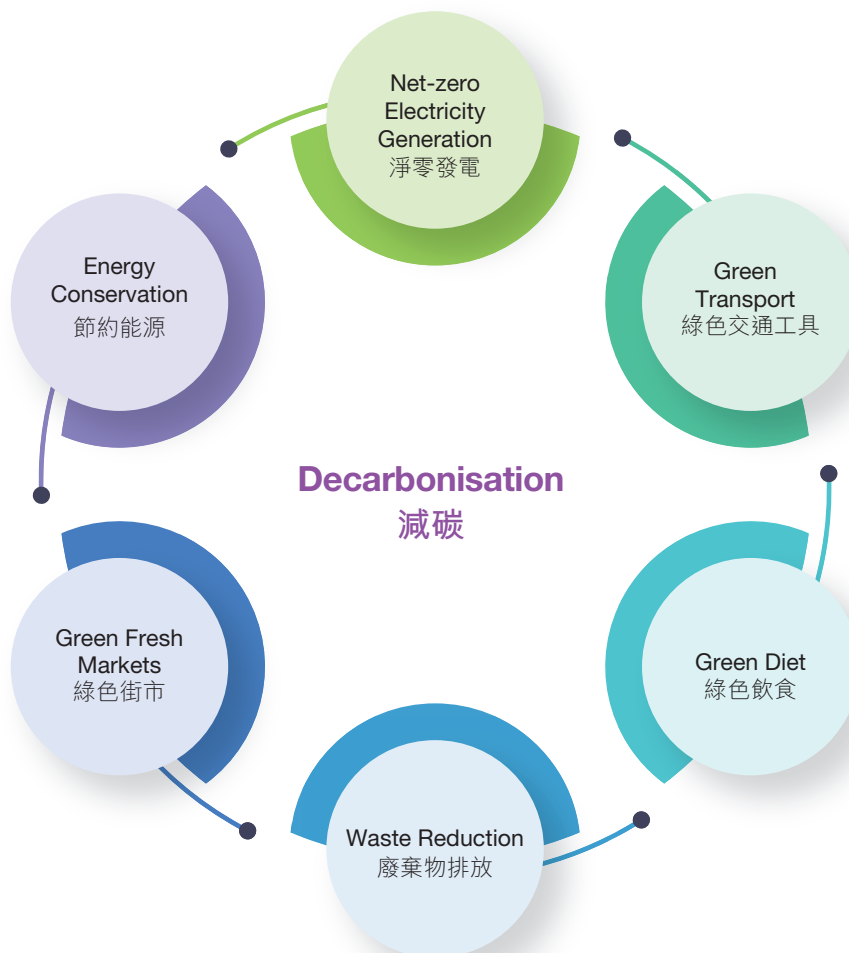 Net-zero
Electricity
Generation
淨零發電
Green
Transport
綠色交通工具
Green Diet
綠色飲食
Waste Reduction
廢棄物排放
Green Fresh
Markets
綠色街市
Energy
Conservation
節約能源
Decarbonisation
減碳